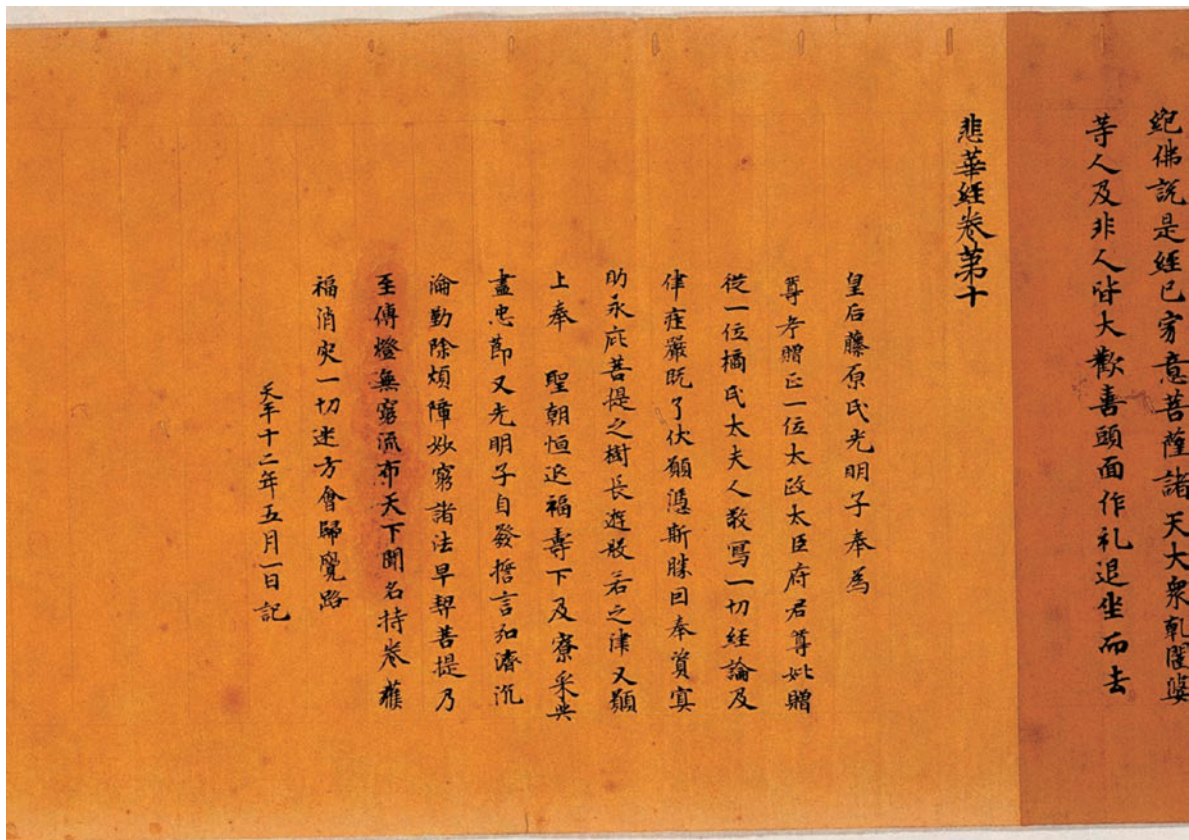 絁佛說是經已寂意菩薩諸天大衆乹闥婆
等人及非人皆大歡喜頭面作礼退坐而去
悲華經卷第十
皇后藤原氏光明子奉爲
尊考贈正一位太政太臣府君尊妣贈
從一位橘氏太夫人敬寫一切經論及
律莊嚴旣了伏願憑斯勝因奉資冥
助永庇菩提之樹長遊般若之津又願
上奉 聖朝恒延福壽下及寮采共
盡忠節又光明子自發擔言弘濟沉
淪勤除煩障妙窮諸法早契菩提乃
至傳燈無窮流布天下聞名持卷獲
福消灾一切迷方會歸覺路
天平十二年五月一日記